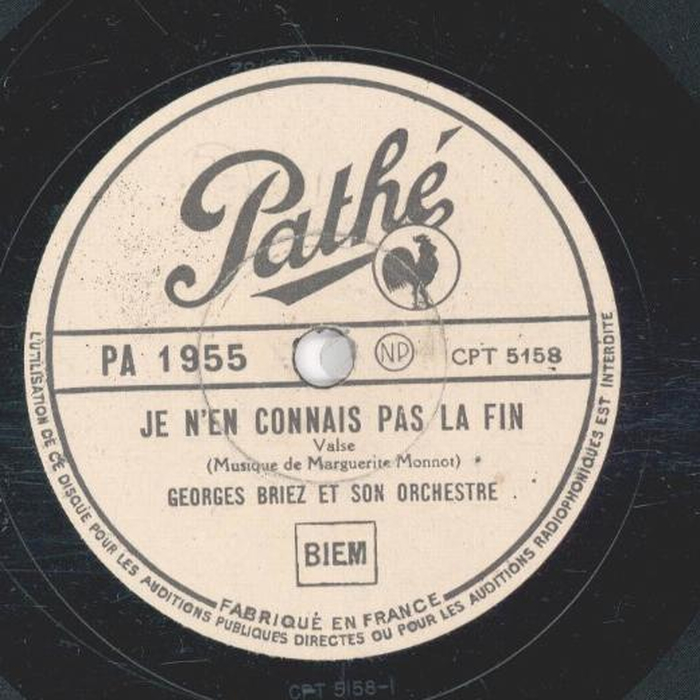 Pathé
PA 1955 NP CPT 5158
JE N'EN CONNAIS PAS LA FIN
Valse
(Musique de Marguerite Monnot)
GEORGES BRIEZ ET SON ORCHESTRE
BIEM
FABRIQUÉ EN FRANCE
L'UTILISATION DE CE DISQUE POUR LES AUDITIONS PUBLIQUES DIRECTES OU POUR LES AUDITIONS RADIOPHONIQUES EST INTERDITE
CPT 5158-1